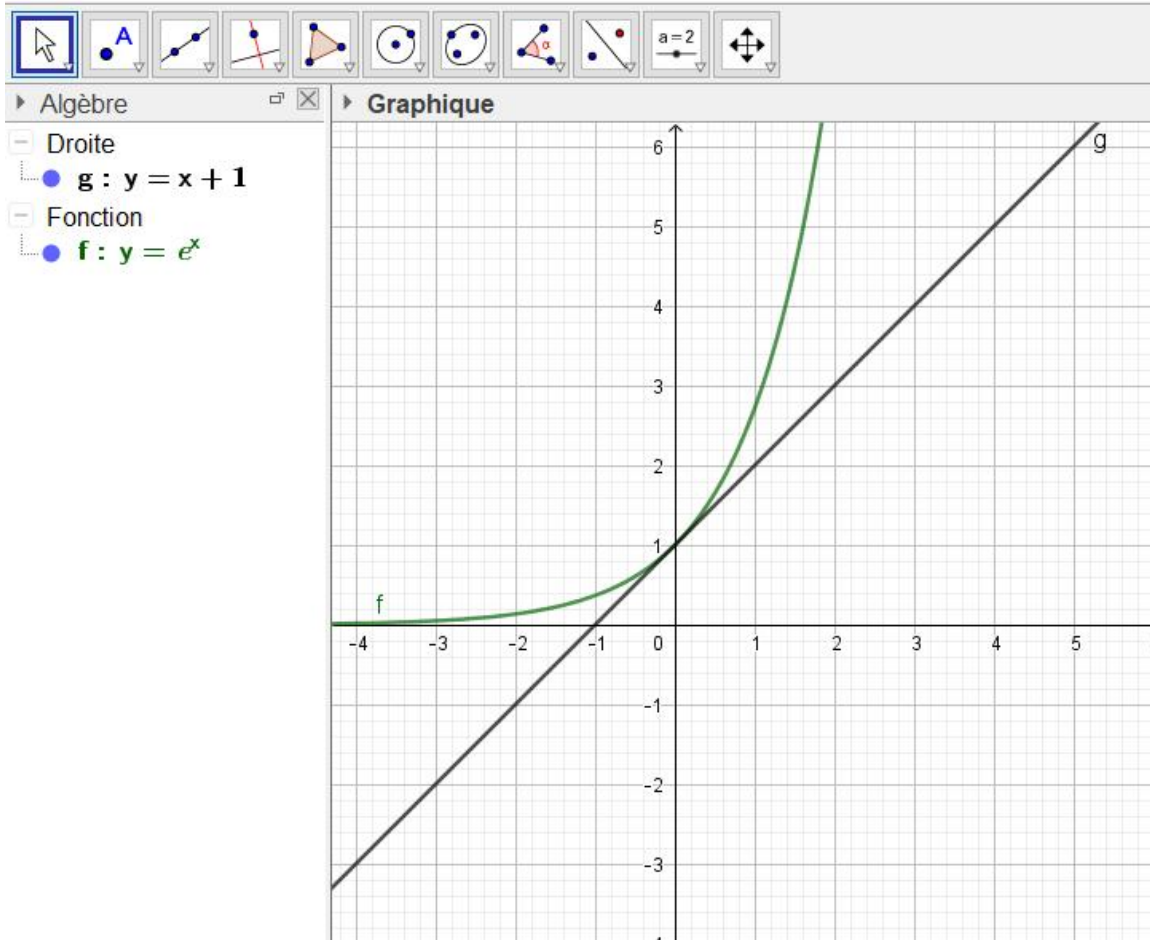 A
α
a=2
Algèbre
Graphique
Droite
g : y = x + 1
Fonction
f : y = eˣ
g
f
6
5
4
3
2
1
-4 -3 -2 -1 0 1 2 3 4 5
-1
-2
-3